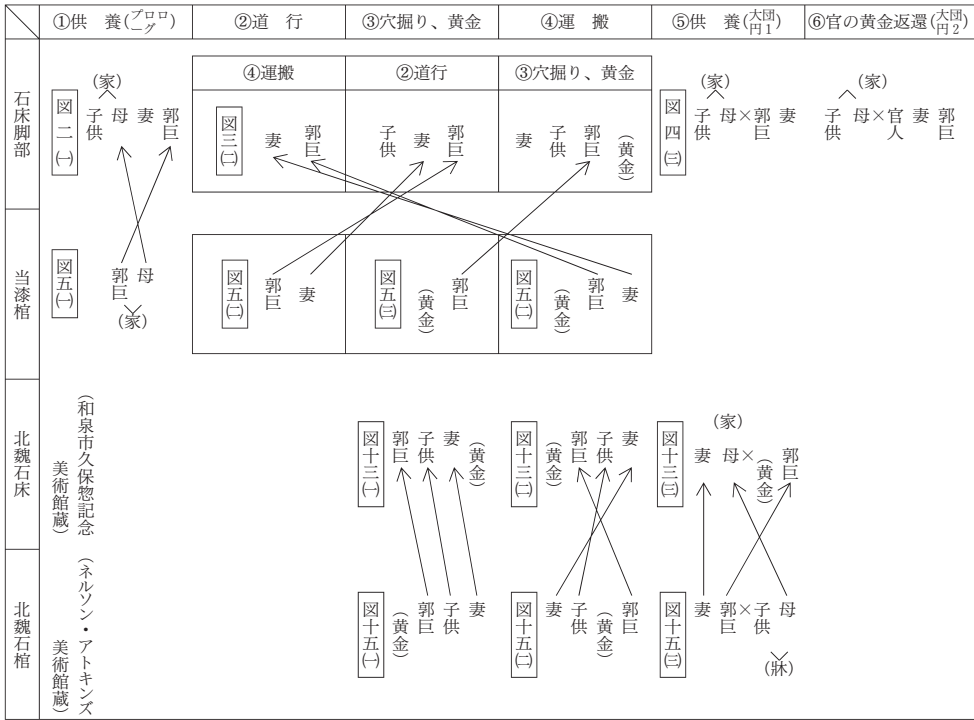 ①供　養(プロローグ)
②道　行
③穴掘り、黄金
④運　搬
⑤供　養(大団円1)
⑥官の黄金返還(大団円2)
石床脚部
図二㈠
(家)
子供　母　妻　郭巨
④運搬
②道行
③穴掘り、黄金
図三㈡
妻　郭巨
子供　妻　郭巨
妻　子供　郭巨　(黄金)
図四㈢
(家)
子供　母×郭巨　妻
(家)
子供　母×官人　妻　郭巨
当漆棺
図五㈠
郭巨　母
(家)
図五㈡
郭巨　妻
図五㈢
(黄金)　郭巨
図五㈡
(黄金)　郭巨　妻
北魏石床
(和泉市久保惣記念
美術館蔵)
図十三㈠
郭巨　子供　妻　(黄金)
図十三㈡
(黄金)　郭巨　子供　妻
図十三㈢
(家)
妻　母×(黄金)　郭巨
北魏石棺
(ネルソン・アトキンズ
美術館蔵)
図十五㈠
(黄金)　郭巨　子供　妻
図十五㈡
妻　子供　(黄金)　郭巨
図十五㈢
妻　郭巨×子供　母
(牀)